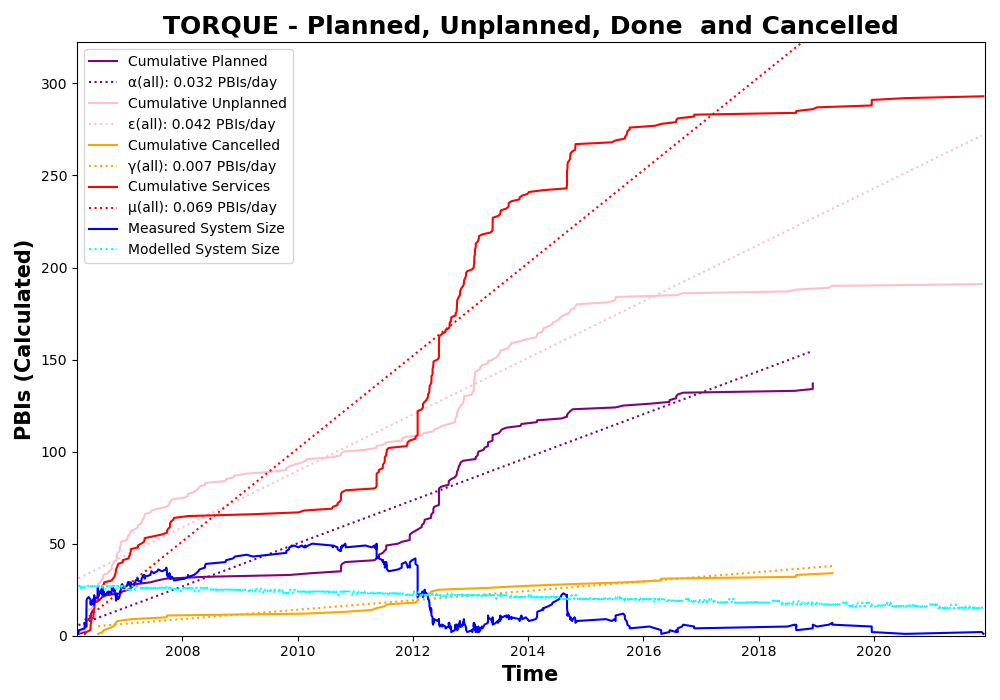 TORQUE - Planned, Unplanned, Done  and Cancelled
Cumulative Planned
α(all): 0.032 PBIs/day
Cumulative Unplanned
ε(all): 0.042 PBIs/day
Cumulative Cancelled
γ(all): 0.007 PBIs/day
Cumulative Services
μ(all): 0.069 PBIs/day
Measured System Size
Modelled System Size
PBIs (Calculated)
300
250
200
150
100
50
0
2008 2010 2012 2014 2016 2018 2020
Time